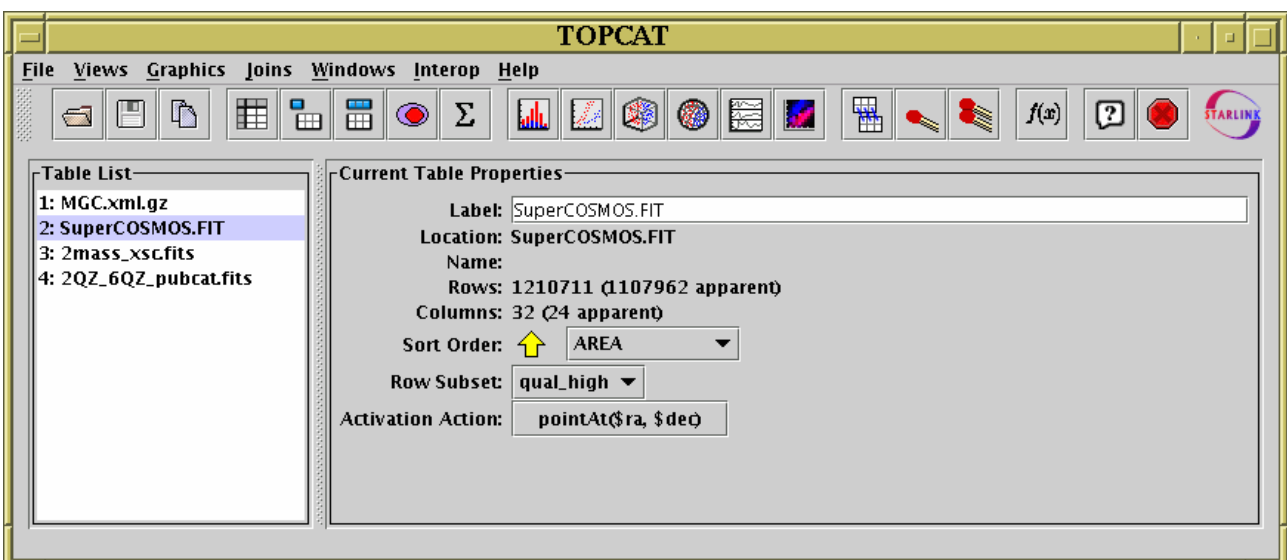 TOPCAT
File Views Graphics Joins Windows Interop Help
Σ f(x) ? STARLINK
Table List
1: MGC.xml.gz
2: SuperCOSMOS.FIT
3: 2mass_xsc.fits
4: 2QZ_6QZ_pubcat.fits
Current Table Properties
Label: SuperCOSMOS.FIT
Location: SuperCOSMOS.FIT
Name:
Rows: 1210711 (1107962 apparent)
Columns: 32 (24 apparent)
Sort Order: AREA
Row Subset: qual_high
Activation Action: pointAt($ra, $dec)